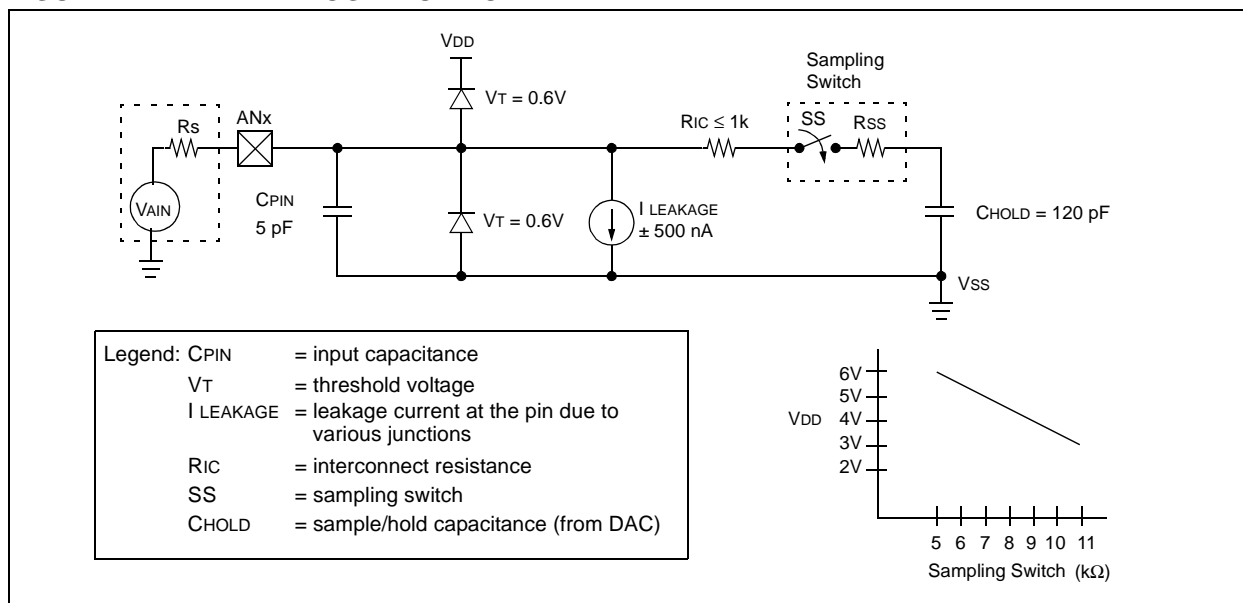 VDD
Sampling
Switch
VT = 0.6V
ANx
Rs
RIC ≤ 1k
SS
RSS
CPIN
5 pF
VAIN
VT = 0.6V
I LEAKAGE
± 500 nA
CHOLD = 120 pF
VSS
Legend: CPIN = input capacitance
VT = threshold voltage
I LEAKAGE = leakage current at the pin due to
various junctions
RIC = interconnect resistance
SS = sampling switch
CHOLD = sample/hold capacitance (from DAC)
6V
5V
VDD 4V
3V
2V
5 6 7 8 9 10 11
Sampling Switch (kΩ)